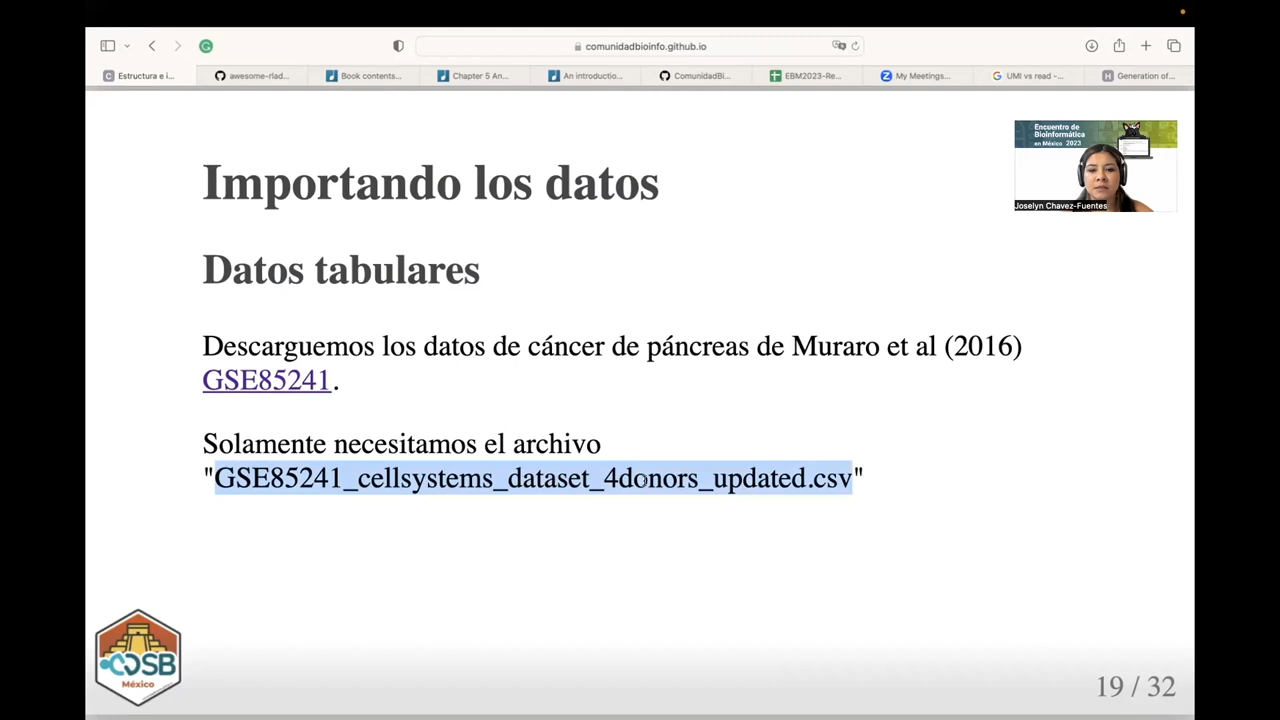 comunidadbioinfo.github.io
Estructura e i...
awesome-rlad...
Book contents...
Chapter 5 An...
An introductio...
ComunidadBi...
EBM2023-Re...
My Meetings...
UMI vs read -...
Generation of...
Encuentro de
Bioinformática
en México 2023
Joselyn Chavez-Fuentes
Importando los datos
Datos tabulares
Descarguemos los datos de cáncer de páncreas de Muraro et al (2016)
GSE85241.
Solamente necesitamos el archivo
"GSE85241_cellsystems_dataset_4donors_updated.csv"
CDSB
México
19 / 32